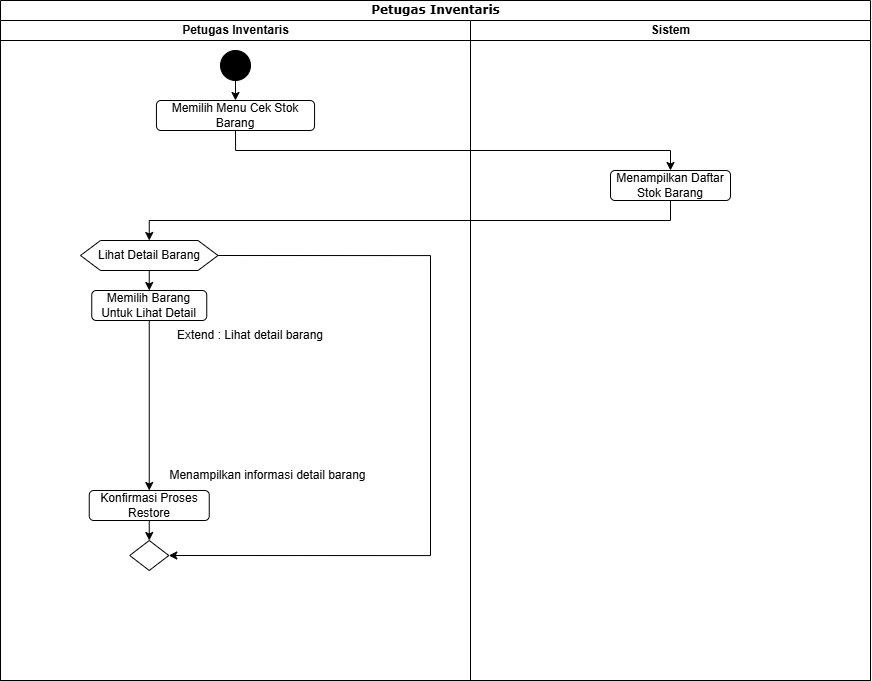 Petugas Inventaris
Petugas Inventaris
Sistem
Memilih Menu Cek Stok
Barang
Menampilkan Daftar
Stok Barang
Lihat Detail Barang
Memilih Barang
Untuk Lihat Detail
Extend : Lihat detail barang
Menampilkan informasi detail barang
Konfirmasi Proses
Restore